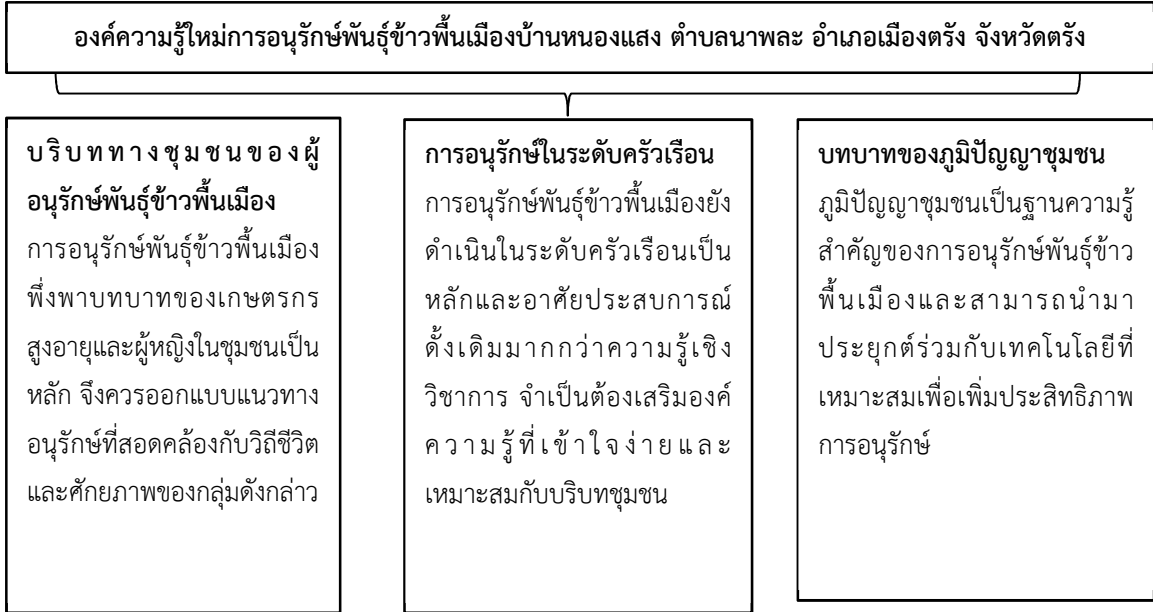 องค์ความรู้ใหม่การอนุรักษ์พันธุ์ข้าวพื้นเมืองบ้านหนองแสง ตำบลนาพละ อำเภอเมืองตรัง จังหวัดตรัง
บริบททางชุมชนของผู้
อนุรักษ์พันธุ์ข้าวพื้นเมือง
การอนุรักษ์พันธุ์ข้าวพื้นเมือง
พึ่งพาบทบาทของเกษตรกร
สูงอายุและผู้หญิงในชุมชนเป็น
หลัก จึงควรออกแบบแนวทาง
อนุรักษ์ที่สอดคล้องกับวิถีชีวิต
และศักยภาพของกลุ่มดังกล่าว
การอนุรักษ์ในระดับครัวเรือน
การอนุรักษ์พันธุ์ข้าวพื้นเมืองยัง
ดำเนินในระดับครัวเรือนเป็น
หลักและอาศัยประสบการณ์
ดั้งเดิมมากกว่าความรู้เชิง
วิชาการ จำเป็นต้องเสริมองค์
ความรู้ที่เข้าใจง่ายและ
เหมาะสมกับบริบทชุมชน
บทบาทของภูมิปัญญาชุมชน
ภูมิปัญญาชุมชนเป็นฐานความรู้
สำคัญของการอนุรักษ์พันธุ์ข้าว
พื้นเมืองและสามารถนำมา
ประยุกต์ร่วมกับเทคโนโลยีที่
เหมาะสมเพื่อเพิ่มประสิทธิภาพ
การอนุรักษ์